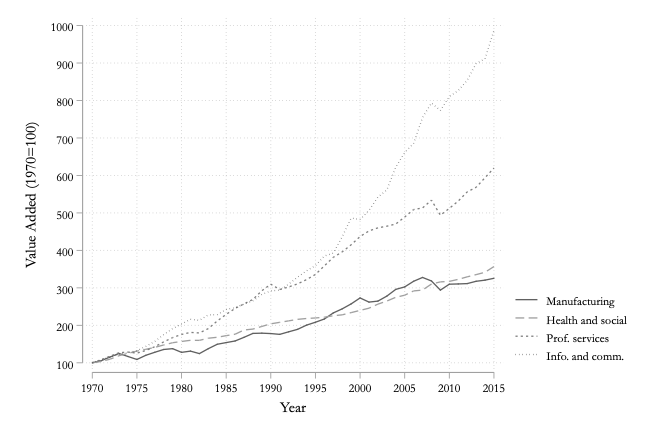 1000
900
800
700
600
500
400
300
200
100
Value Added (1970=100)
1970 1975 1980 1985 1990 1995 2000 2005 2010 2015
Year
Manufacturing
Health and social
Prof. services
Info. and comm.